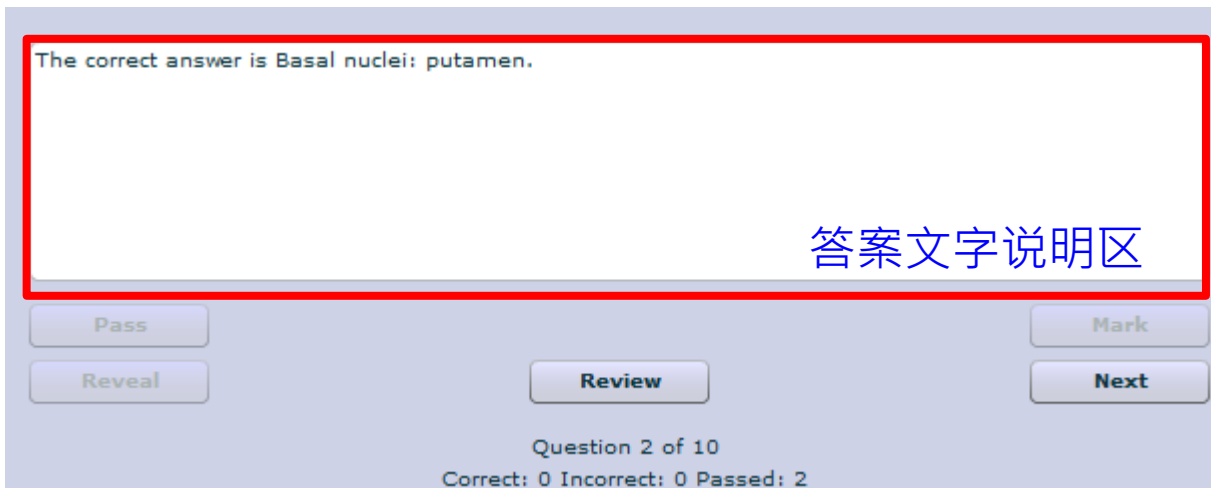 The correct answer is Basal nuclei: putamen.
答案文字说明区
Pass
Mark
Reveal
Review
Next
Question 2 of 10
Correct: 0 Incorrect: 0 Passed: 2